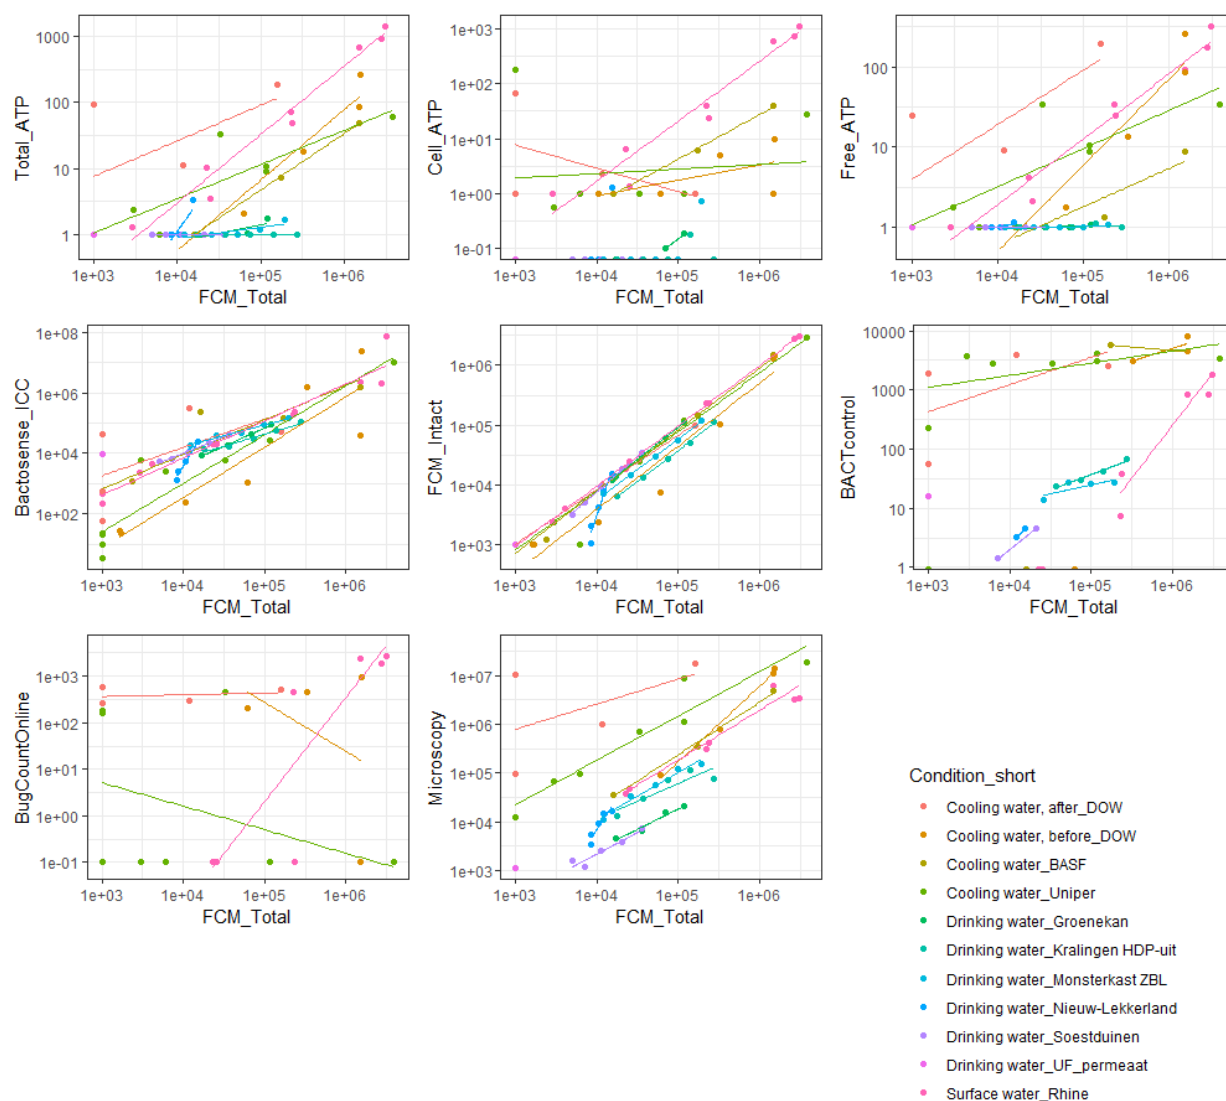 Total_ATP
1000
100
10
1
1e+03 1e+04 1e+05 1e+06
FCM_Total
Cell_ATP
1e+03
1e+02
1e+01
1e+00
1e-01
1e+03 1e+04 1e+05 1e+06
FCM_Total
Free_ATP
100
10
1
1e+03 1e+04 1e+05 1e+06
FCM_Total
Bactosense_ICC
1e+08
1e+06
1e+04
1e+02
1e+03 1e+04 1e+05 1e+06
FCM_Total
FCM_Intact
1e+06
1e+05
1e+04
1e+03
1e+03 1e+04 1e+05 1e+06
FCM_Total
BACTcontrol
10000
1000
100
10
1
1e+03 1e+04 1e+05 1e+06
FCM_Total
BugCountOnline
1e+03
1e+02
1e+01
1e+00
1e-01
1e+03 1e+04 1e+05 1e+06
FCM_Total
Microscopy
1e+07
1e+06
1e+05
1e+04
1e+03
1e+03 1e+04 1e+05 1e+06
FCM_Total
Condition_short
Cooling water, after_DOW
Cooling water, before_DOW
Cooling water_BASF
Cooling water_Uniper
Drinking water_Groenekan
Drinking water_Kralingen HDP-uit
Drinking water_Monsterkast ZBL
Drinking water_Nieuw-Lekkerland
Drinking water_Soestduinen
Drinking water_UF_permeaat
Surface water_Rhine